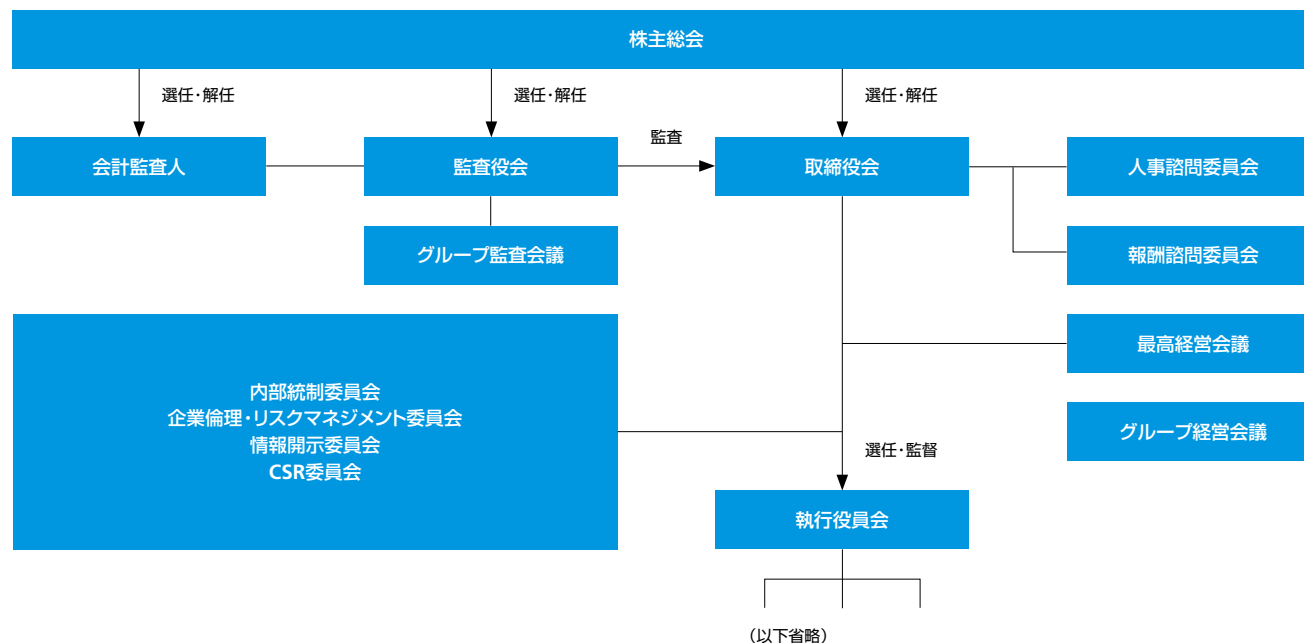 株主総会
選任・解任
選任・解任
選任・解任
会計監査人
監査役会
監査
取締役会
人事諮問委員会
グループ監査会議
報酬諮問委員会
最高経営会議
内部統制委員会
企業倫理・リスクマネジメント委員会
情報開示委員会
CSR委員会
グループ経営会議
選任・監督
執行役員会
（以下省略）